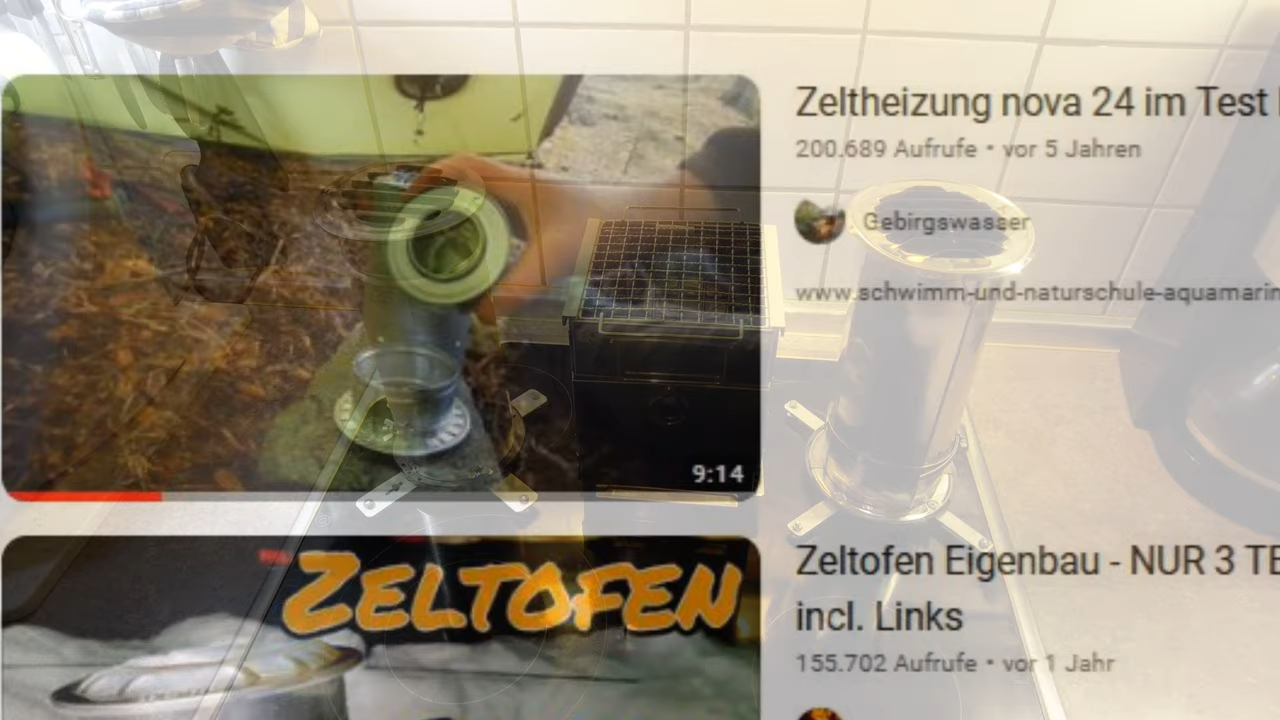 Zeltheizung nova 24 im Test
200.689 Aufrufe • vor 5 Jahren
Gebirgswasser
www.schwimm-und-naturschule-aquamarin
9:14
ZELTOFEN
Zeltofen Eigenbau - NUR 3 TE
incl. Links
155.702 Aufrufe • vor 1 Jahr